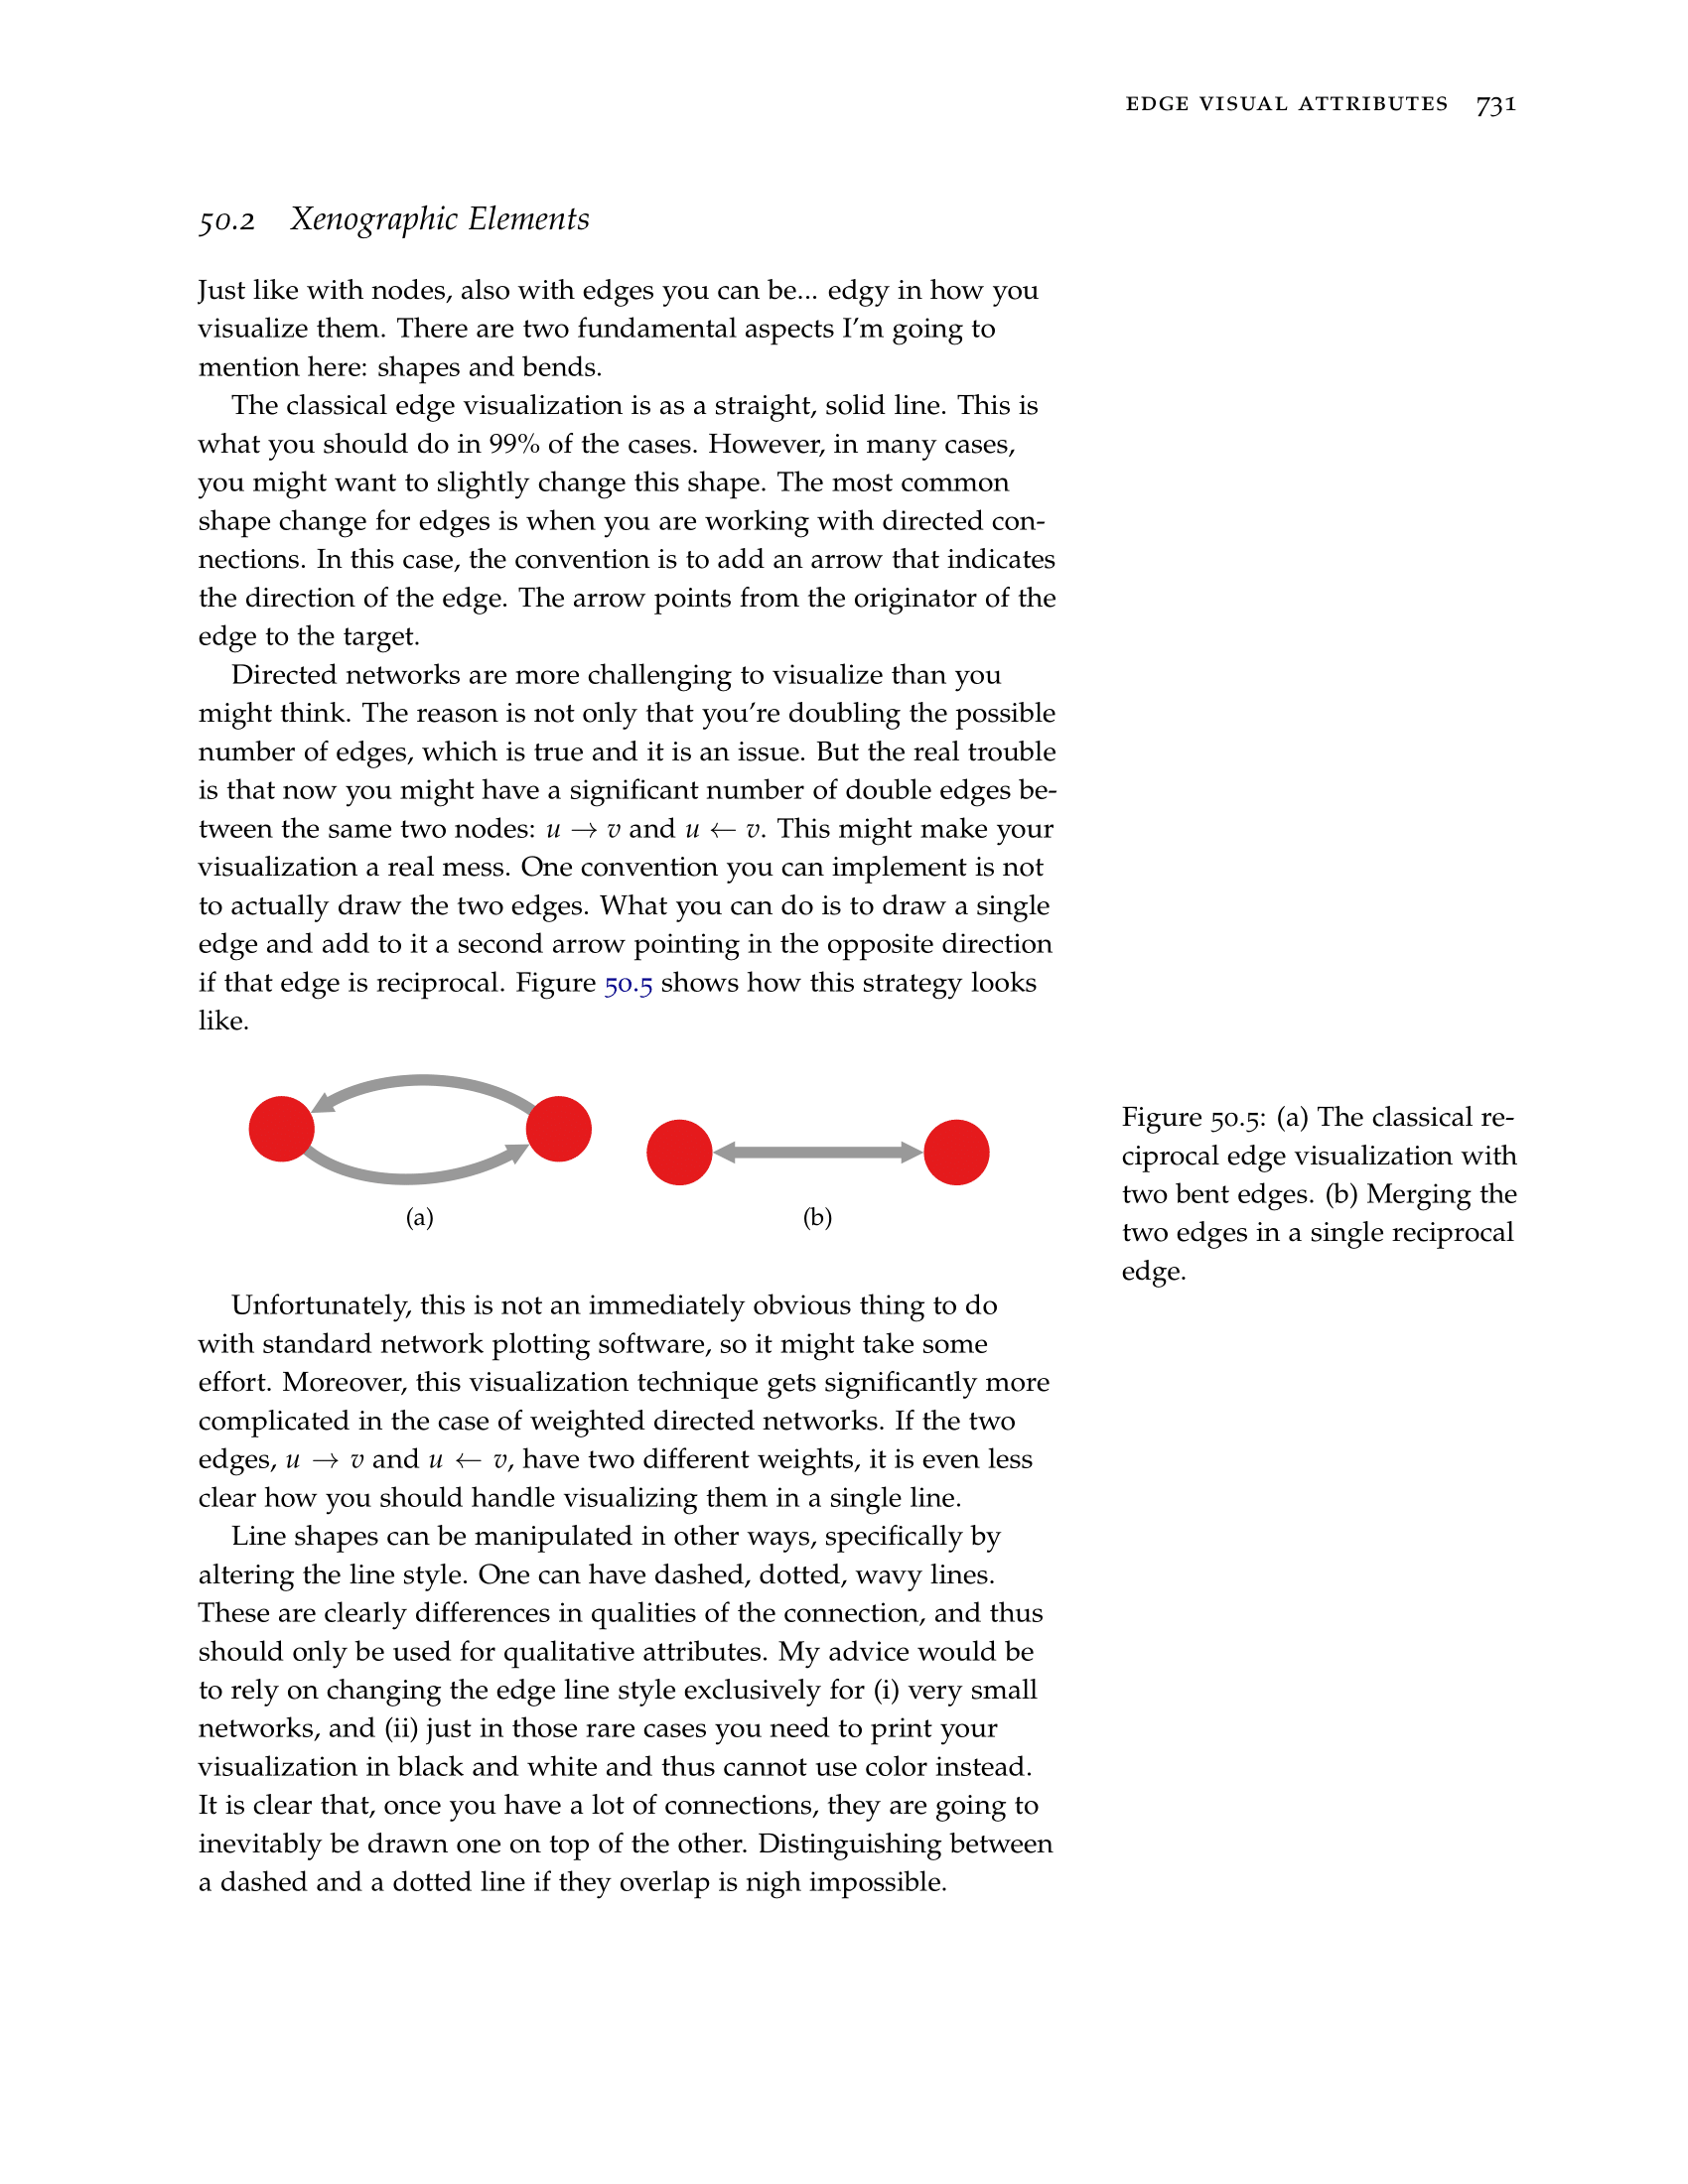 EDGE VISUAL ATTRIBUTES 731
50.2 Xenographic Elements
Just like with nodes, also with edges you can be... edgy in how you
visualize them. There are two fundamental aspects I'm going to
mention here: shapes and bends.
The classical edge visualization is as a straight, solid line. This is
what you should do in 99% of the cases. However, in many cases,
you might want to slightly change this shape. The most common
shape change for edges is when you are working with directed con-
nections. In this case, the convention is to add an arrow that indicates
the direction of the edge. The arrow points from the originator of the
edge to the target.
Directed networks are more challenging to visualize than you
might think. The reason is not only that you're doubling the possible
number of edges, which is true and it is an issue. But the real trouble
is that now you might have a significant number of double edges be-
tween the same two nodes: u → v and u ← v. This might make your
visualization a real mess. One convention you can implement is not
to actually draw the two edges. What you can do is to draw a single
edge and add to it a second arrow pointing in the opposite direction
if that edge is reciprocal. Figure 50.5 shows how this strategy looks
like.
(a)
(b)
Figure 50.5: (a) The classical re-
ciprocal edge visualization with
two bent edges. (b) Merging the
two edges in a single reciprocal
edge.
Unfortunately, this is not an immediately obvious thing to do
with standard network plotting software, so it might take some
effort. Moreover, this visualization technique gets significantly more
complicated in the case of weighted directed networks. If the two
edges, u → v and u ← v, have two different weights, it is even less
clear how you should handle visualizing them in a single line.
Line shapes can be manipulated in other ways, specifically by
altering the line style. One can have dashed, dotted, wavy lines.
These are clearly differences in qualities of the connection, and thus
should only be used for qualitative attributes. My advice would be
to rely on changing the edge line style exclusively for (i) very small
networks, and (ii) just in those rare cases you need to print your
visualization in black and white and thus cannot use color instead.
It is clear that, once you have a lot of connections, they are going to
inevitably be drawn one on top of the other. Distinguishing between
a dashed and a dotted line if they overlap is nigh impossible.